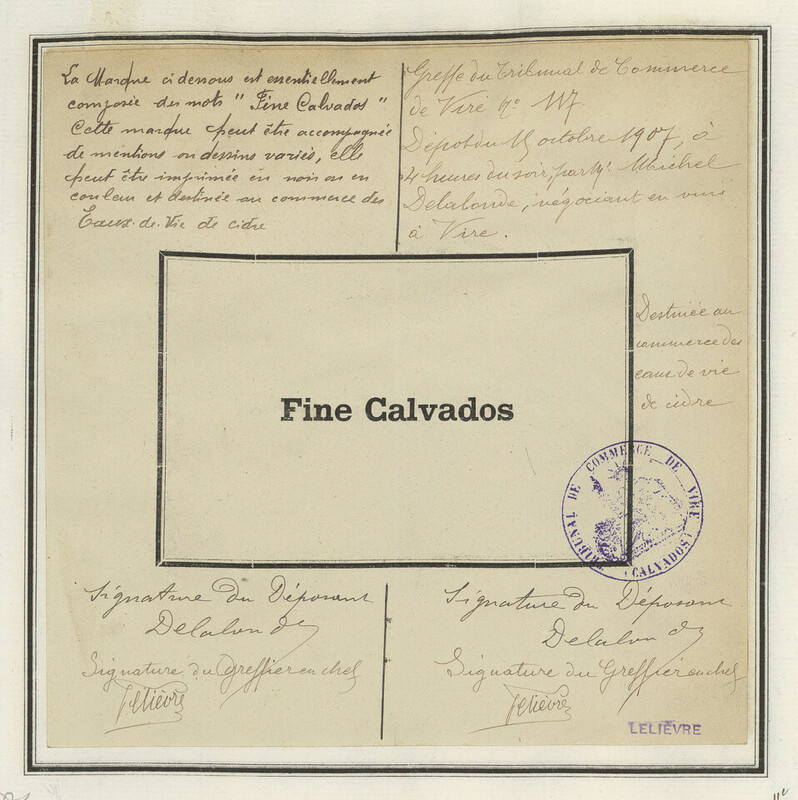 La Marque ci dessous est essentiellment
composée des mots " Fine Calvados "
Cette marque peut être accompagnée
de mentions ou dessins variés, elle
peut être imprimée en noir ou en
couleur et destinée au commerce des
Eaux-de-Vie de cidre
Greffe du Tribunal de Commerce
de Vire No 117
Dépot du 15 octobre 1907, à
4 heures du soir, par Mr. Michel
Delalonde, négociant en vins
à Vire.
Destinée au
commerce des
eaux de vie
de cidre
Fine Calvados
TRIBUNAL DE COMMERCE DE VIRE (CALVADOS)
Signature du Déposant
Delalonde
Signature du Greffier en chef
Lelièvre
Signature du Déposant
Delalonde
Signature du Greffier en chef
Lelièvre
LELIÈVRE